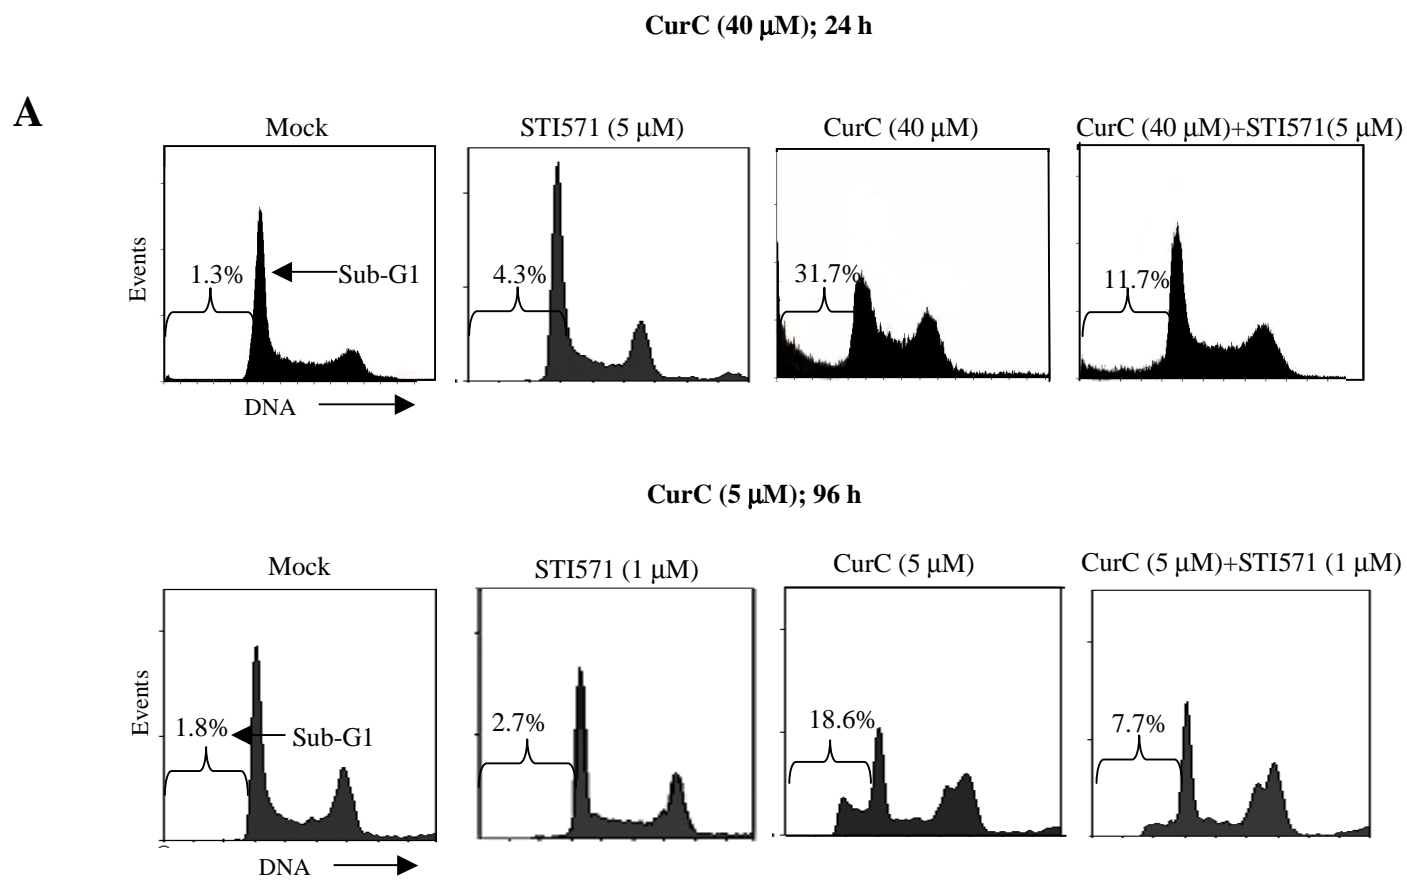 CurC (40 μM); 24 h
A
Mock
STI571 (5 μM)
CurC (40 μM)
CurC (40 μM)+STI571(5 μM)
Events
1.3%
Sub-G1
4.3%
31.7%
11.7%
DNA
CurC (5 μM); 96 h
Mock
STI571 (1 μM)
CurC (5 μM)
CurC (5 μM)+STI571 (1 μM)
Events
1.8%
Sub-G1
2.7%
18.6%
7.7%
DNA